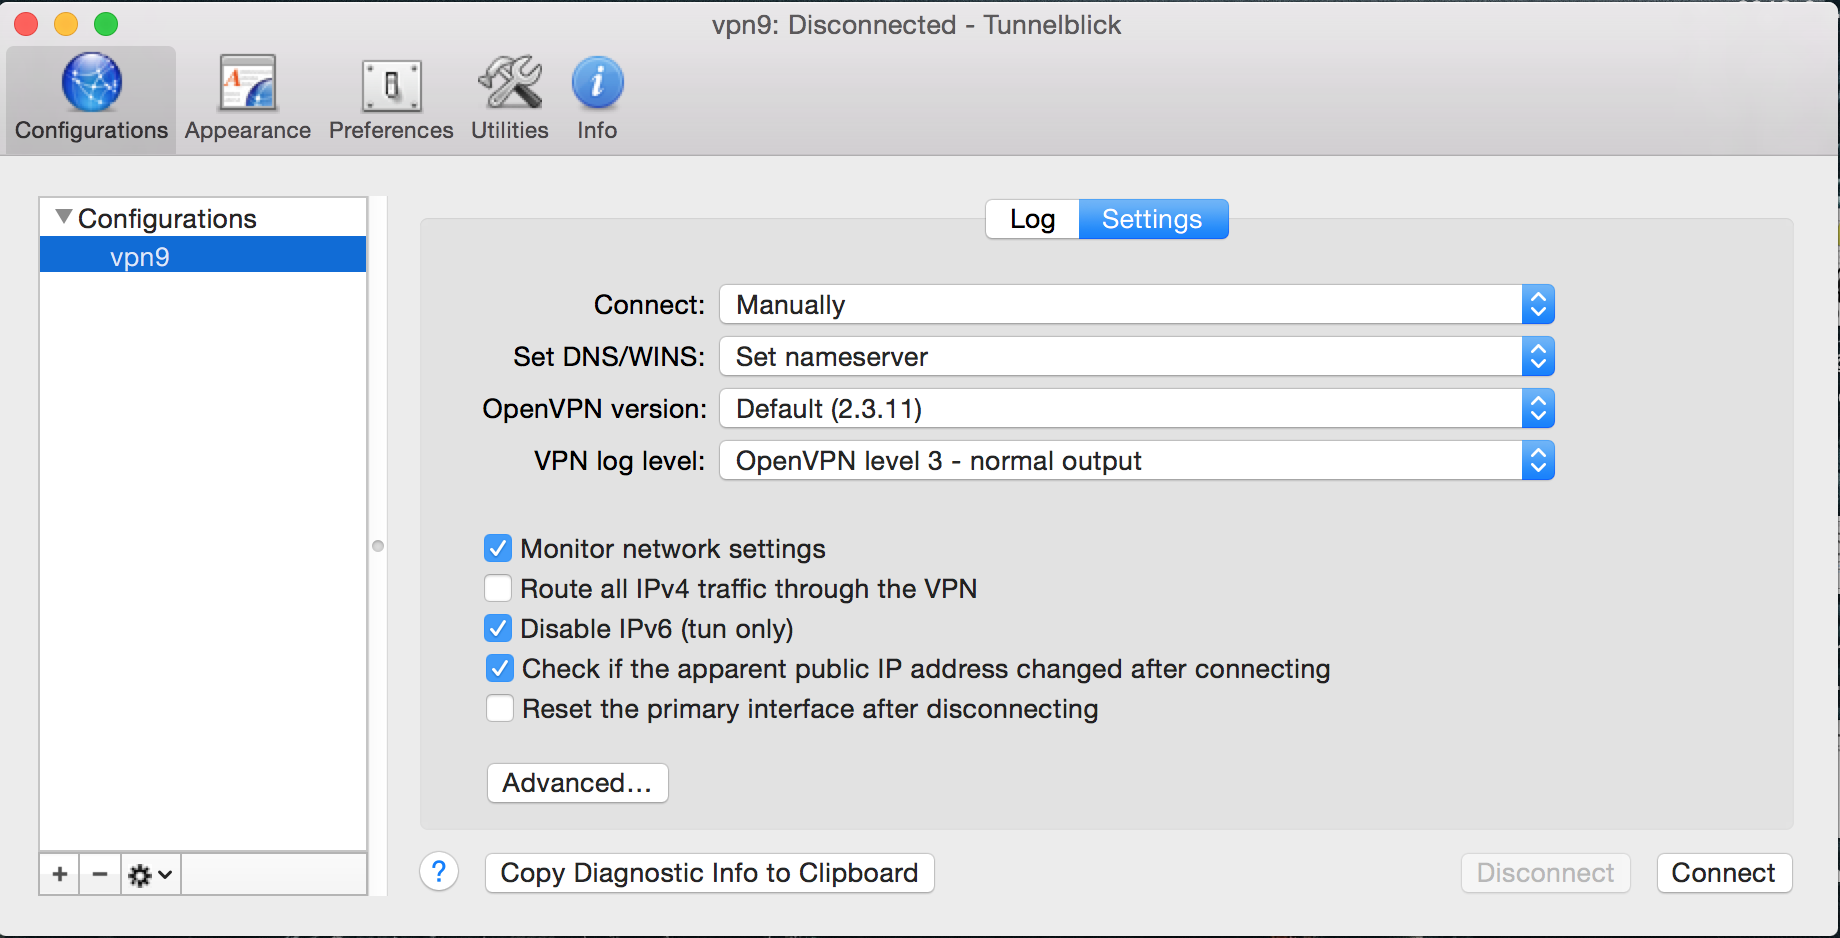 vpn9: Disconnected - Tunnelblick
Configurations Appearance Preferences Utilities Info
Configurations
vpn9
Log Settings
Connect: Manually
Set DNS/WINS: Set nameserver
OpenVPN version: Default (2.3.11)
VPN log level: OpenVPN level 3 - normal output
Monitor network settings
Route all IPv4 traffic through the VPN
Disable IPv6 (tun only)
Check if the apparent public IP address changed after connecting
Reset the primary interface after disconnecting
Advanced...
? Copy Diagnostic Info to Clipboard Disconnect Connect